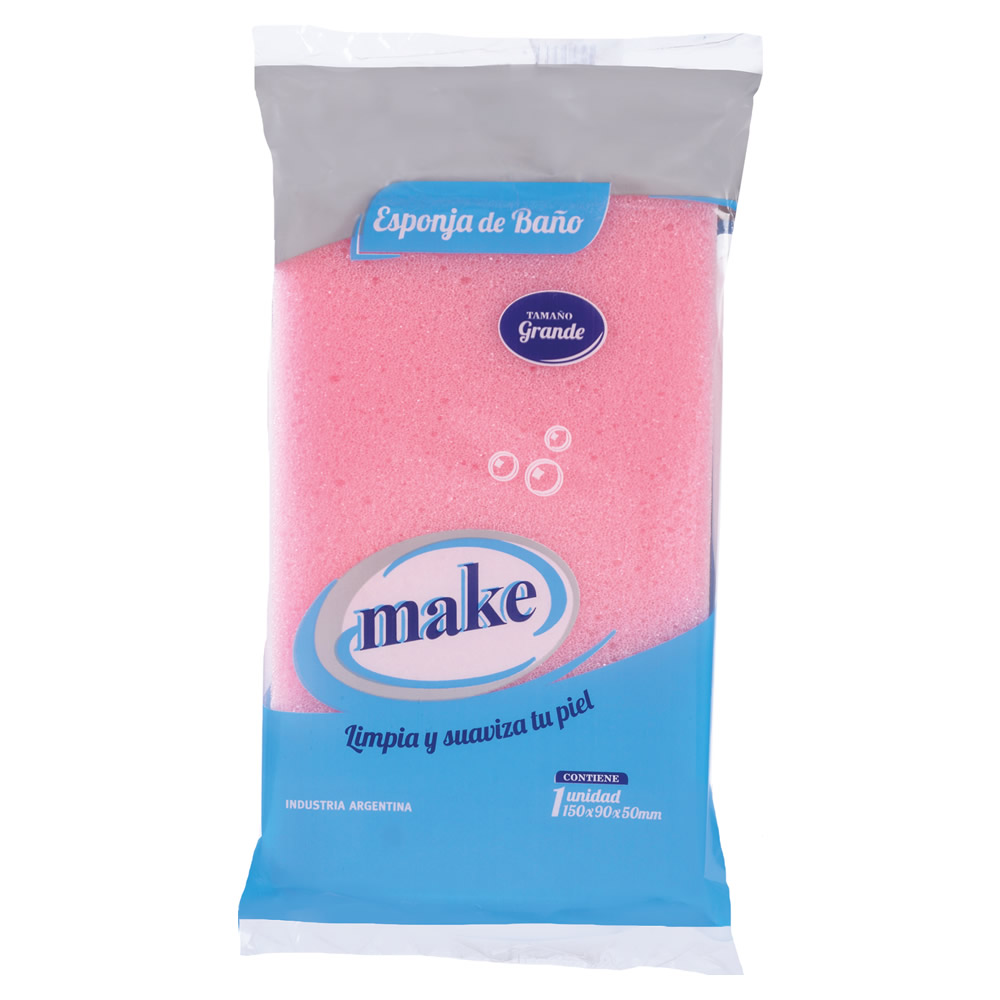 Esponja de Baño
TAMAÑO
Grande
make
Limpia y suaviza tu piel
CONTIENE
1 unidad
150x90x50mm
INDUSTRIA ARGENTINA